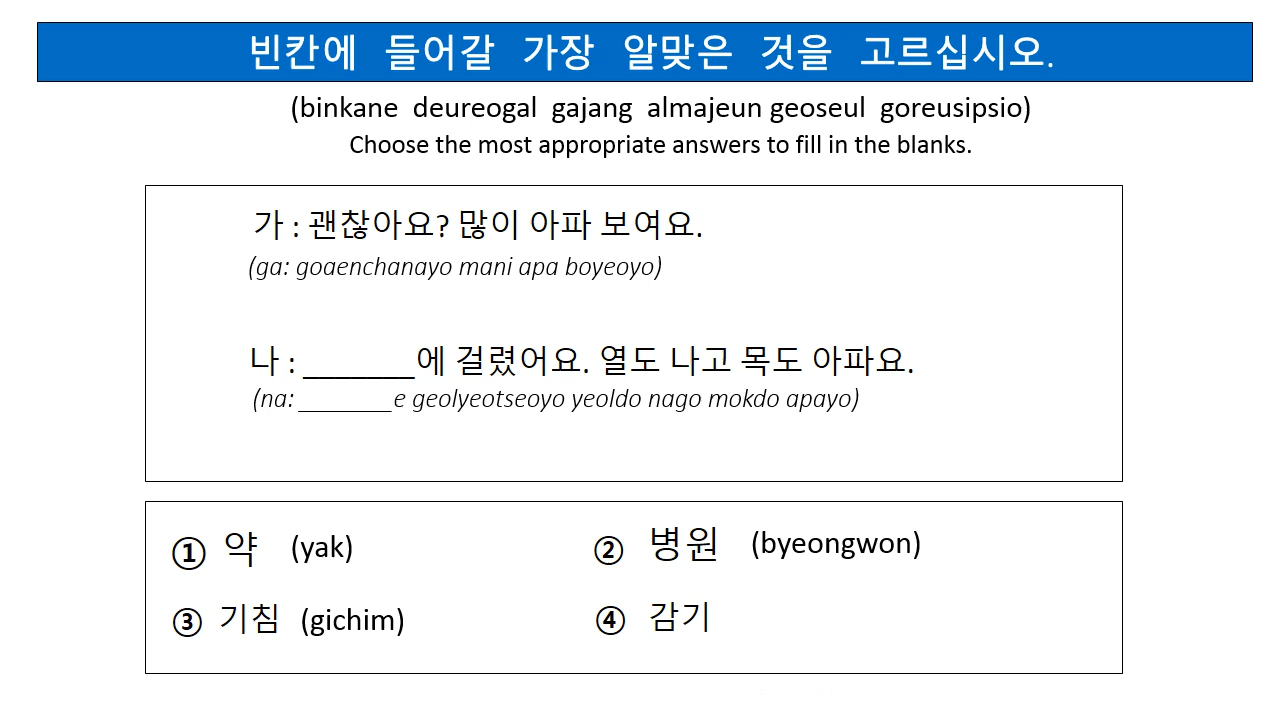 빈칸에 들어갈 가장 알맞은 것을 고르십시오.
(binkane deureogal gajang almajeun geoseul goreusipsio)
Choose the most appropriate answers to fill in the blanks.
가 : 괜찮아요? 많이 아파 보여요.
(ga: goaenchanayo mani apa boyeoyo)
나 : _______에 걸렸어요. 열도 나고 목도 아파요.
(na: _______e geolyeotseoyo yeoldo nago mokdo apayo)
① 약 (yak) ② 병원 (byeongwon)
③ 기침 (gichim) ④ 감기